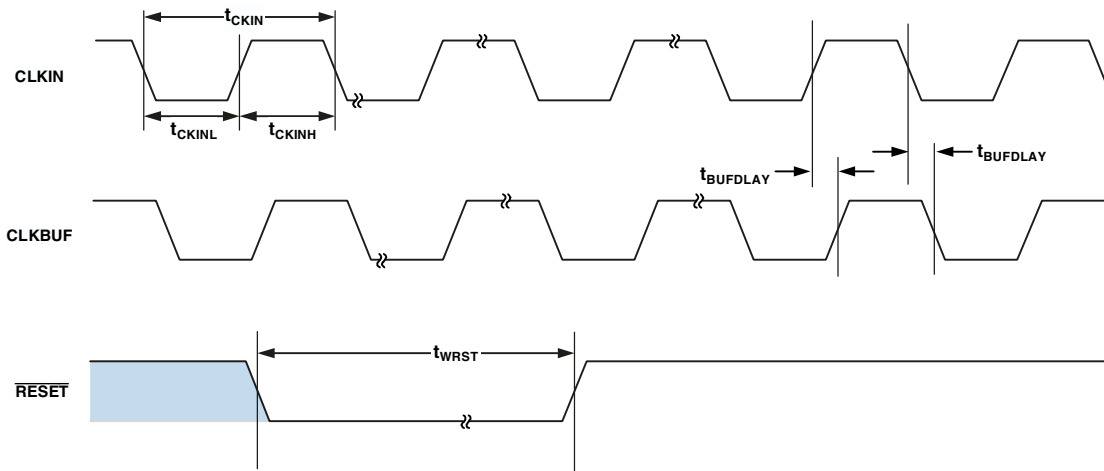 tCKIN
CLKIN
tCKINL
tCKINH
tBUFDLAY
tBUFDLAY
CLKBUF
tWRST
RESET